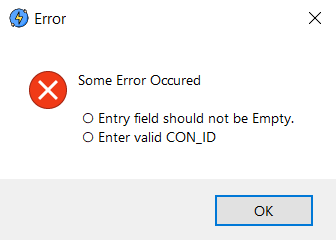 Error
Some Error Occured
○ Entry field should not be Empty.
○ Enter valid CON_ID
OK